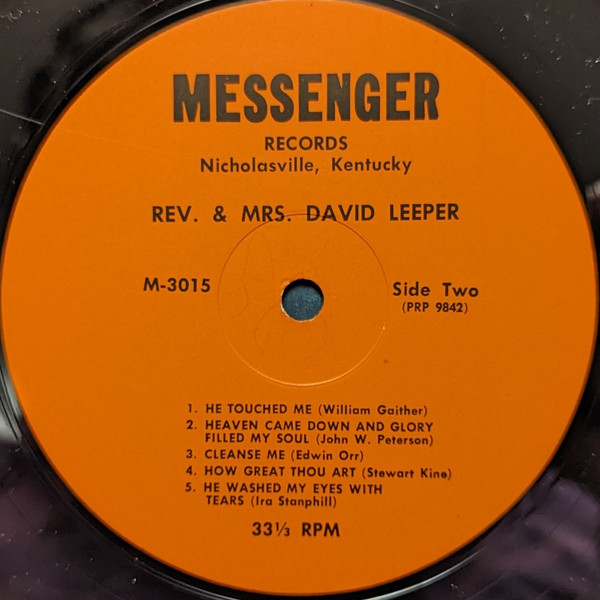 MESSENGER
RECORDS
Nicholasville, Kentucky
REV. & MRS. DAVID LEEPER
M-3015
Side Two
(PRP 9842)
1. HE TOUCHED ME (William Gaither)
2. HEAVEN CAME DOWN AND GLORY
FILLED MY SOUL (John W. Peterson)
3. CLEANSE ME (Edwin Orr)
4. HOW GREAT THOU ART (Stewart Kine)
5. HE WASHED MY EYES WITH
TEARS (Ira Stanphill)
33⅓ RPM